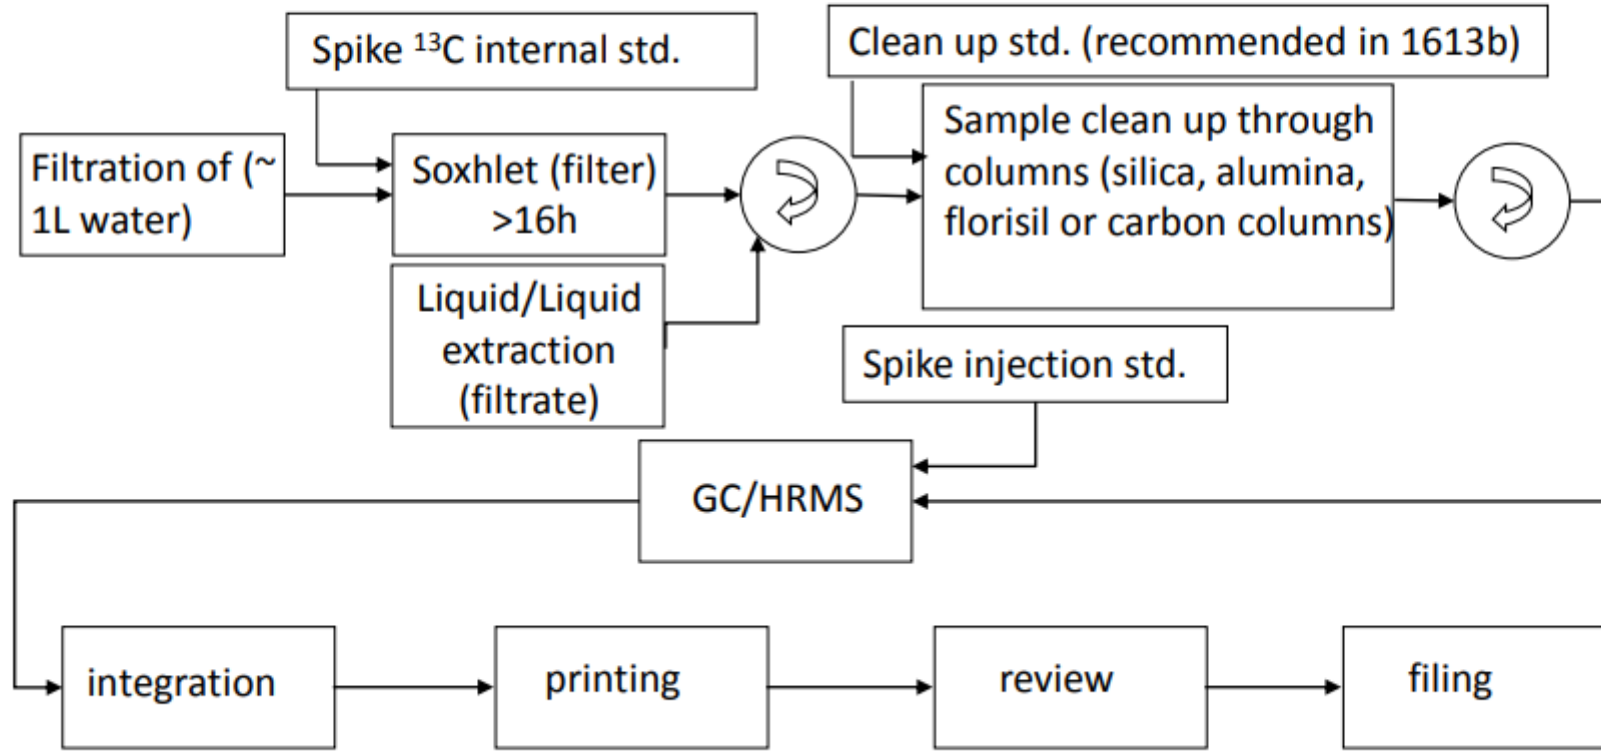 Spike ¹³C internal std.
Clean up std. (recommended in 1613b)
Filtration of (~
1L water)
Soxhlet (filter)
>16h
Liquid/Liquid
extraction
(filtrate)
Sample clean up through
columns (silica, alumina,
florisil or carbon columns)
Spike injection std.
GC/HRMS
integration
printing
review
filing